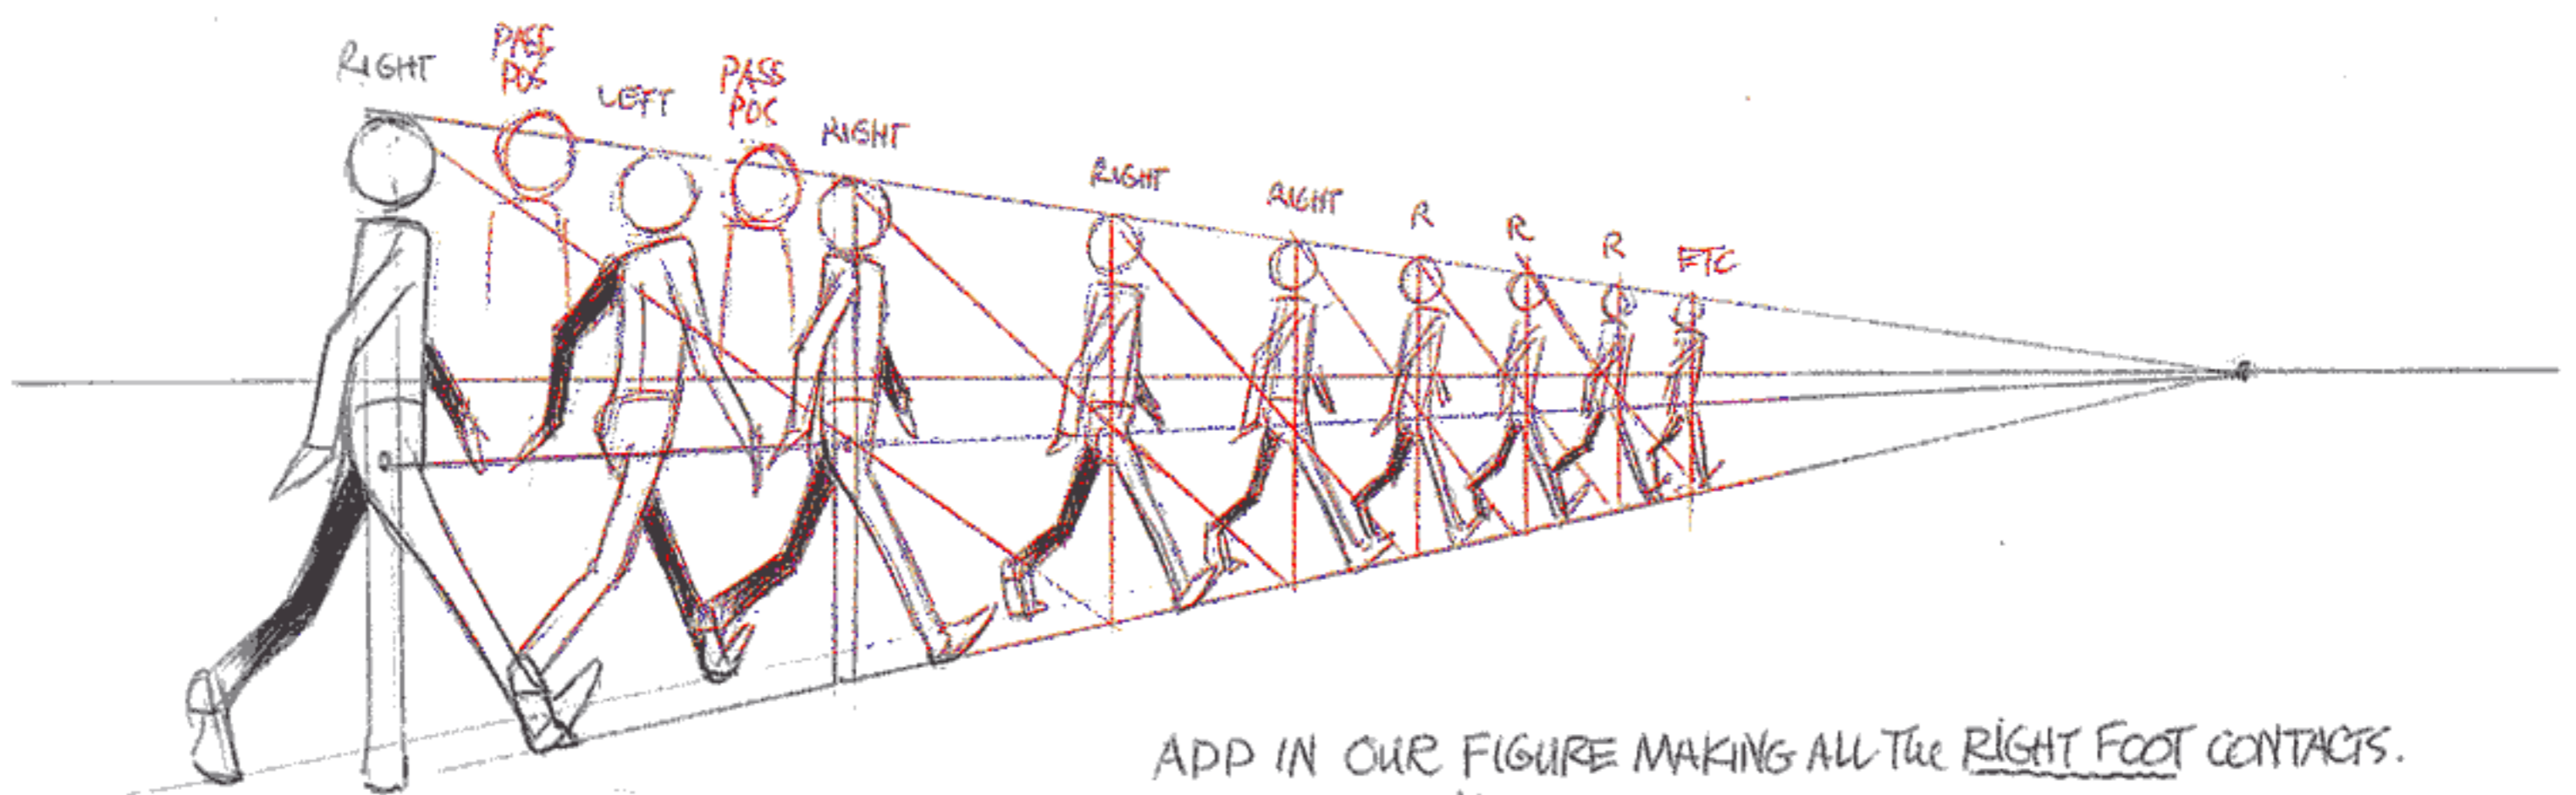 RIGHT
PASS
POS
LEFT
PASS
POS
RIGHT
RIGHT
RIGHT
R
R
R
ETC
ADD IN OUR FIGURE MAKING ALL THE RIGHT FOOT CONTACTS.